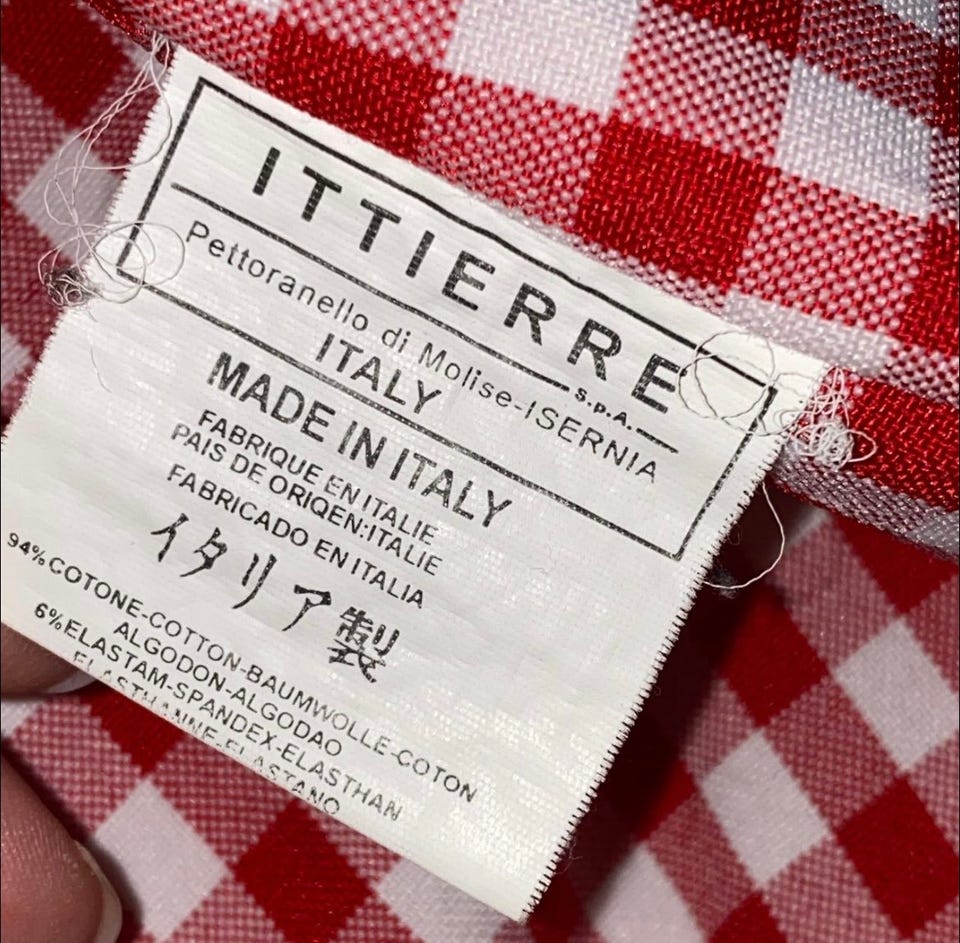 ITTIERRE
S.p.A.
Pettoranello di Molise-ISERNIA
ITALY
MADE IN ITALY
FABRIQUE EN ITALIE
PAIS DE ORIQEN:ITALIE
FABRICADO EN ITALIA
イタリア製
94%COTONE-COTTON-BAUMWOLLE-COTON
ALGODON-ALGODAO
6%ELASTAM-SPANDEX-ELASTHAN
ELASTHANNE-ELASTANO